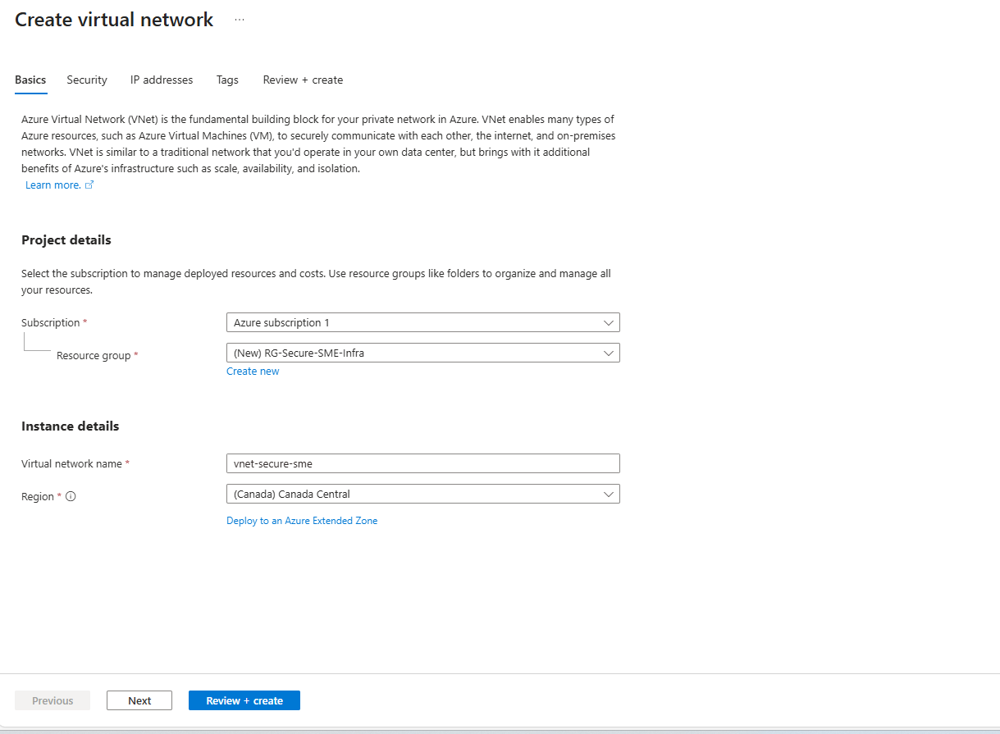 Create virtual network ...
Basics Security IP addresses Tags Review + create
Azure Virtual Network (VNet) is the fundamental building block for your private network in Azure. VNet enables many types of
Azure resources, such as Azure Virtual Machines (VM), to securely communicate with each other, the internet, and on-premises
networks. VNet is similar to a traditional network that you'd operate in your own data center, but brings with it additional
benefits of Azure's infrastructure such as scale, availability, and isolation.
Learn more.
Project details
Select the subscription to manage deployed resources and costs. Use resource groups like folders to organize and manage all
your resources.
Subscription * Azure subscription 1
Resource group * (New) RG-Secure-SME-Infra
Create new
Instance details
Virtual network name * vnet-secure-sme
Region * (Canada) Canada Central
Deploy to an Azure Extended Zone
Previous Next Review + create